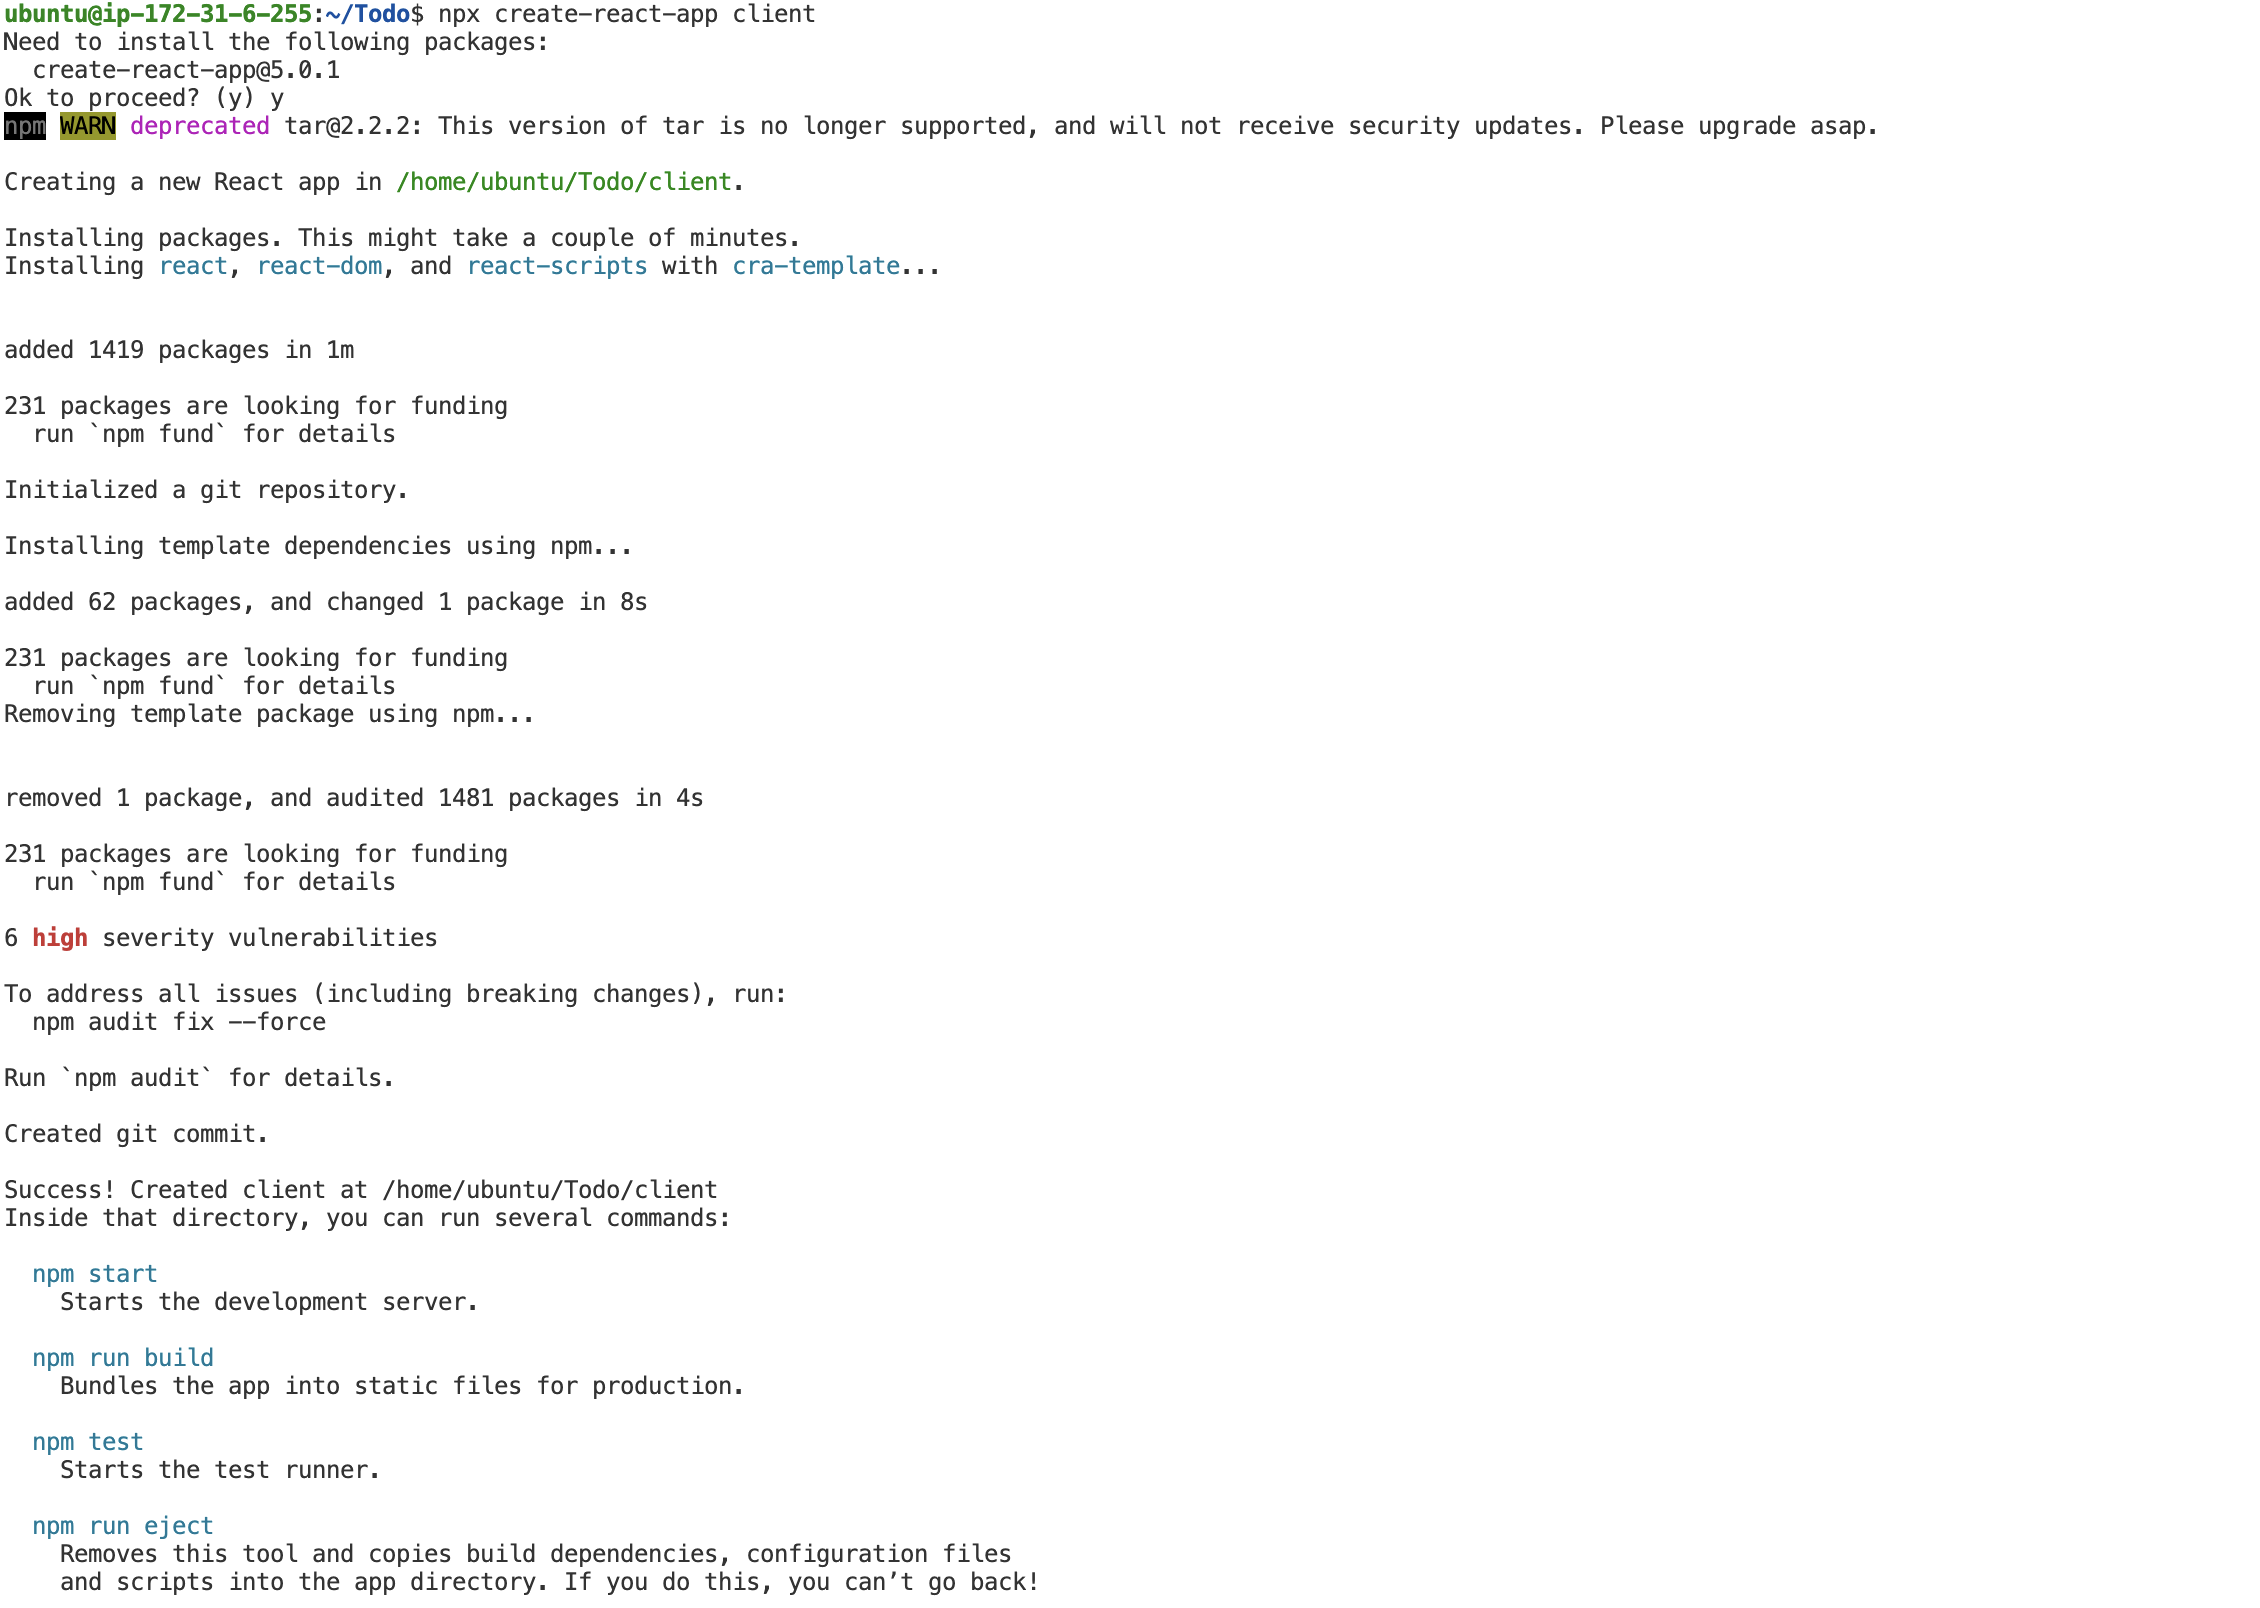 ubuntu@ip-172-31-6-255:~/Todo$ npx create-react-app client
Need to install the following packages:
  create-react-app@5.0.1
Ok to proceed? (y) y
npm WARN deprecated tar@2.2.2: This version of tar is no longer supported, and will not receive security updates. Please upgrade asap.

Creating a new React app in /home/ubuntu/Todo/client.

Installing packages. This might take a couple of minutes.
Installing react, react-dom, and react-scripts with cra-template...

added 1419 packages in 1m

231 packages are looking for funding
  run `npm fund` for details

Initialized a git repository.

Installing template dependencies using npm...

added 62 packages, and changed 1 package in 8s

231 packages are looking for funding
  run `npm fund` for details
Removing template package using npm...

removed 1 package, and audited 1481 packages in 4s

231 packages are looking for funding
  run `npm fund` for details

6 high severity vulnerabilities

To address all issues (including breaking changes), run:
  npm audit fix --force

Run `npm audit` for details.

Created git commit.

Success! Created client at /home/ubuntu/Todo/client
Inside that directory, you can run several commands:

  npm start
    Starts the development server.

  npm run build
    Bundles the app into static files for production.

  npm test
    Starts the test runner.

  npm run eject
    Removes this tool and copies build dependencies, configuration files
    and scripts into the app directory. If you do this, you can’t go back!